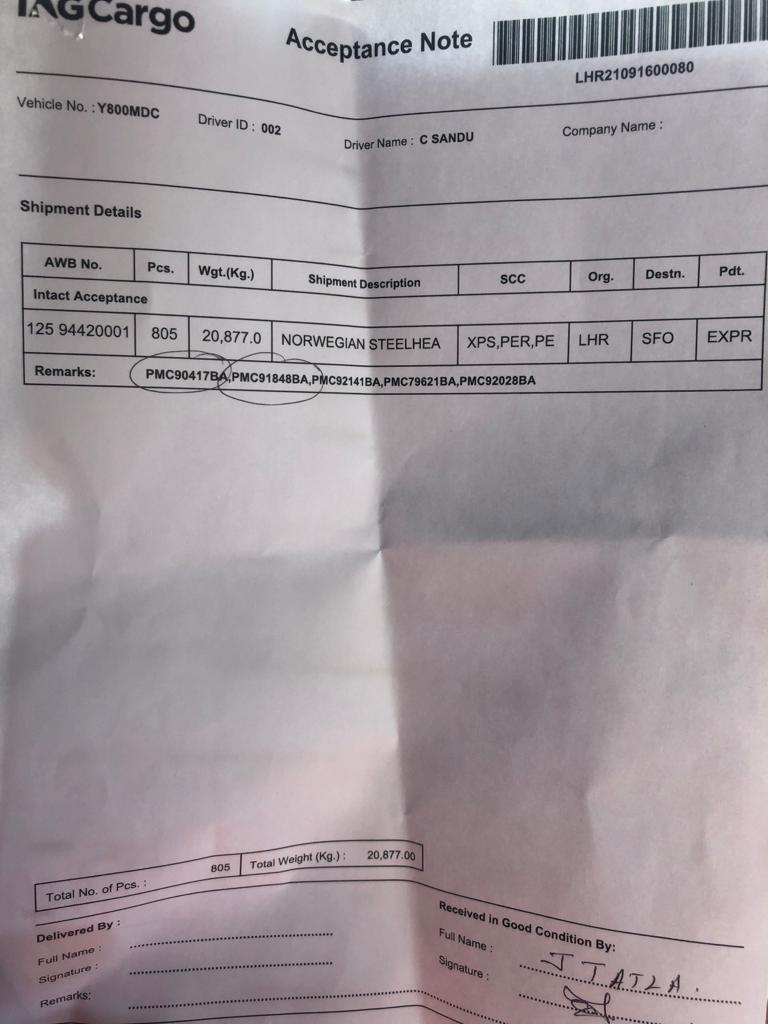 IAGCargo
Acceptance Note
LHR21091600080
Vehicle No. : Y800MDC Driver ID : 002 Driver Name : C SANDU Company Name :
Shipment Details
AWB No. Pcs. Wgt.(Kg.) Shipment Description SCC Org. Destn. Pdt.
Intact Acceptance
125 94420001 805 20,877.0 NORWEGIAN STEELHEA XPS,PER,PE LHR SFO EXPR
Remarks: PMC90417BA,PMC91848BA,PMC92141BA,PMC79621BA,PMC92028BA
Total No. of Pcs. : 805 Total Weight (Kg.) : 20,877.00
Delivered By :
Full Name :
Signature :
Remarks:
Received in Good Condition By:
Full Name : J TATLA.
Signature :